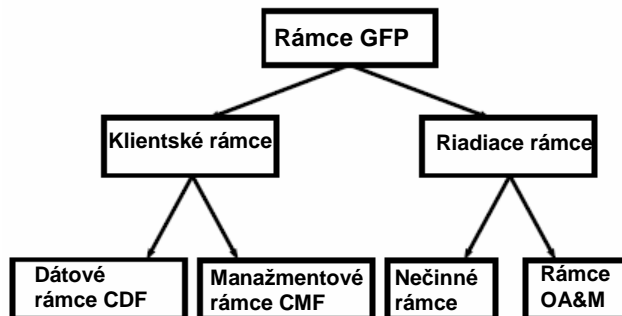 Rámce GFP
Klientské rámce
Riadiace rámce
Dátové
rámce CDF
Manažmentové
rámce CMF
Nečinné
rámce
Rámce
OA&M